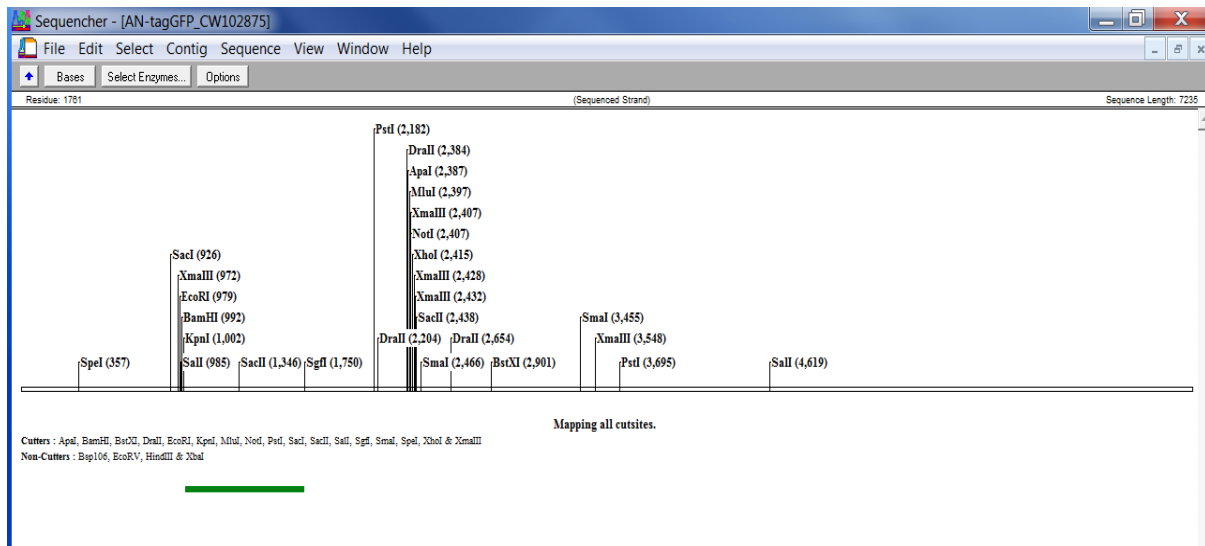 Sequencher - [AN-tagGFP_CW102875]
File Edit Select Contig Sequence View Window Help
Bases Select Enzymes... Options
Residue: 1761 (Sequenced Strand) Sequence Length: 7235
PstI (2,182)
DraII (2,384)
ApaI (2,387)
MluI (2,397)
XmaIII (2,407)
NotI (2,407)
SacI (926) XhoI (2,415)
XmaIII (972) XmaIII (2,428)
EcoRI (979) XmaIII (2,432)
BamHI (992) SacII (2,438) SmaI (3,455)
KpnI (1,002) DraII (2,204) DraII (2,654) XmaIII (3,548)
SpeI (357) SalI (985) SacII (1,346) SgfI (1,750) SmaI (2,466) BstXI (2,901) PstI (3,695) SalI (4,619)
Mapping all cutsites.
Cutters : ApaI, BamHI, BstXI, DraII, EcoRI, KpnI, MluI, NotI, PstI, SacI, SacII, SalI, SgfI, SmaI, SpeI, XhoI & XmaIII
Non-Cutters : Bsp106, EcoRV, HindIII & XbaI